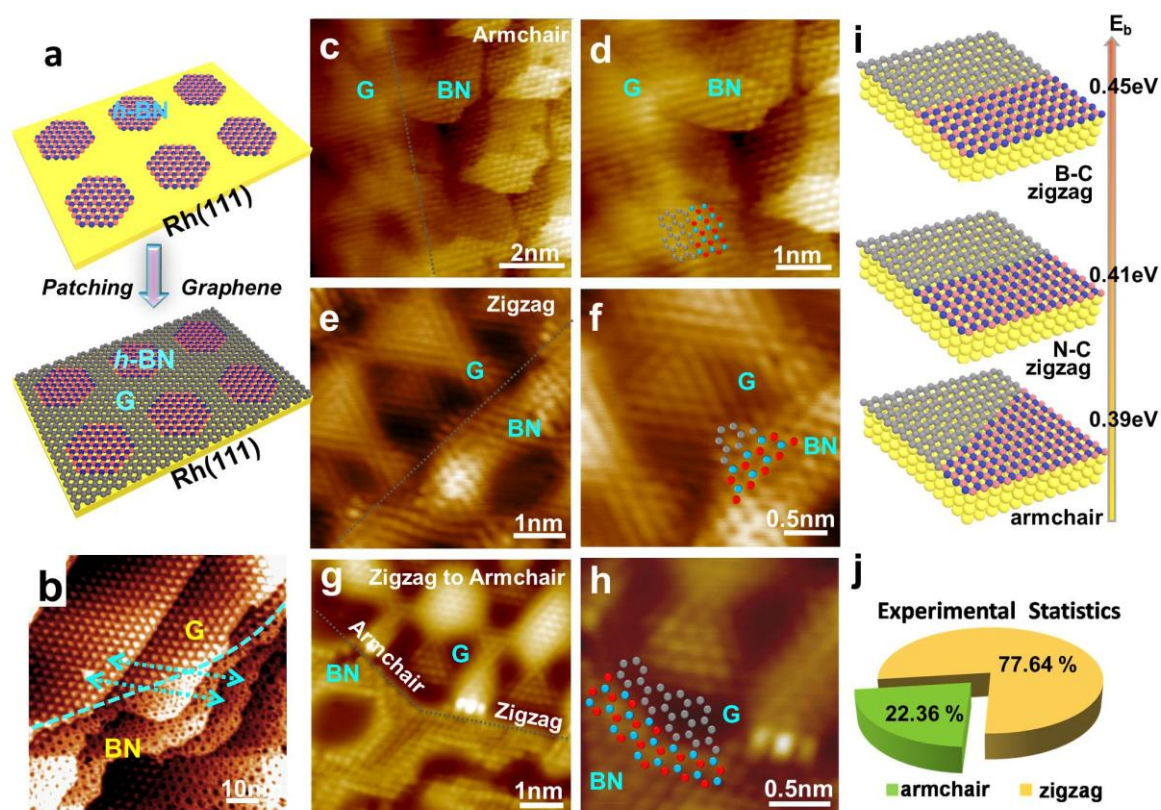 a
h-BN
Rh(111)
Patching Graphene
h-BN
G
Rh(111)
b
G
BN
10nm
c
Armchair
G
BN
2nm
d
G
BN
1nm
e
Zigzag
G
BN
1nm
f
G
BN
0.5nm
g
Zigzag to Armchair
Armchair
G
BN
Zigzag
1nm
h
G
BN
0.5nm
i
Eb
0.45eV
B-C
zigzag
0.41eV
N-C
zigzag
0.39eV
armchair
j
Experimental Statistics
77.64 %
22.36 %
armchair
zigzag